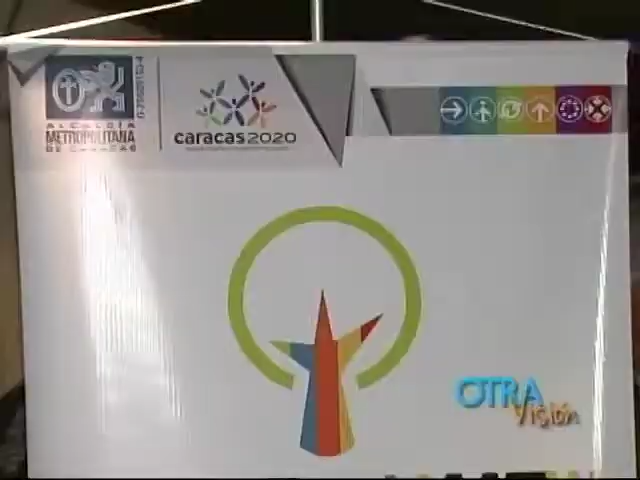 ALCALDÍA
METROPOLITANA
DE CARACAS
caracas2020
OTRA
Visión